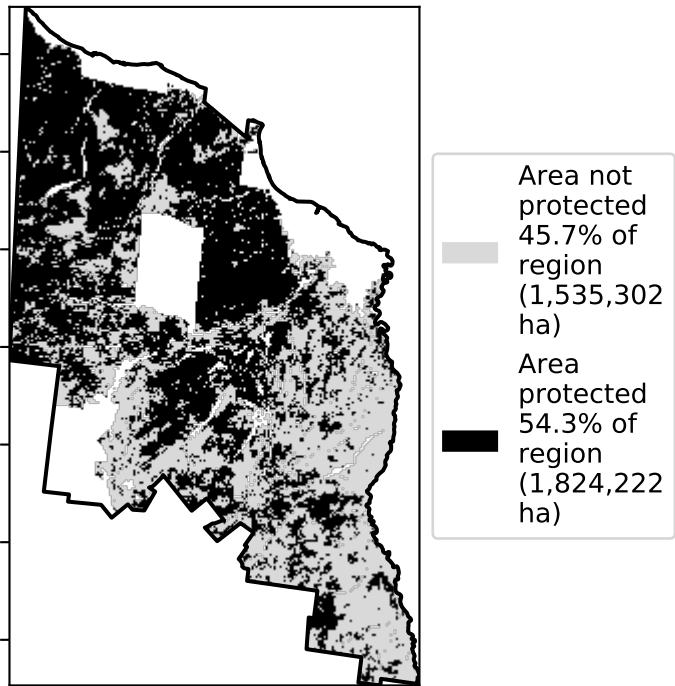 Area not
protected
45.7% of
region
(1,535,302
ha)
Area
protected
54.3% of
region
(1,824,222
ha)